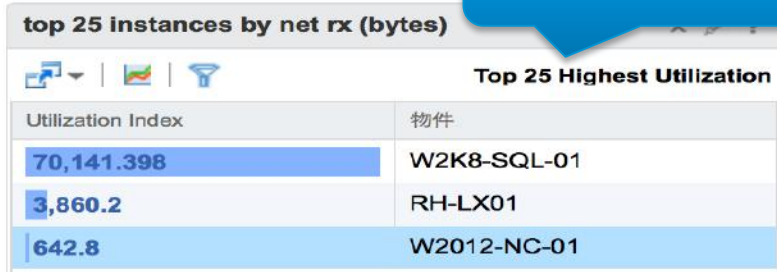 top 25 instances by net rx (bytes)
Top 25 Highest Utilization
Utilization Index 物件
70,141.398 W2K8-SQL-01
3,860.2 RH-LX01
642.8 W2012-NC-01